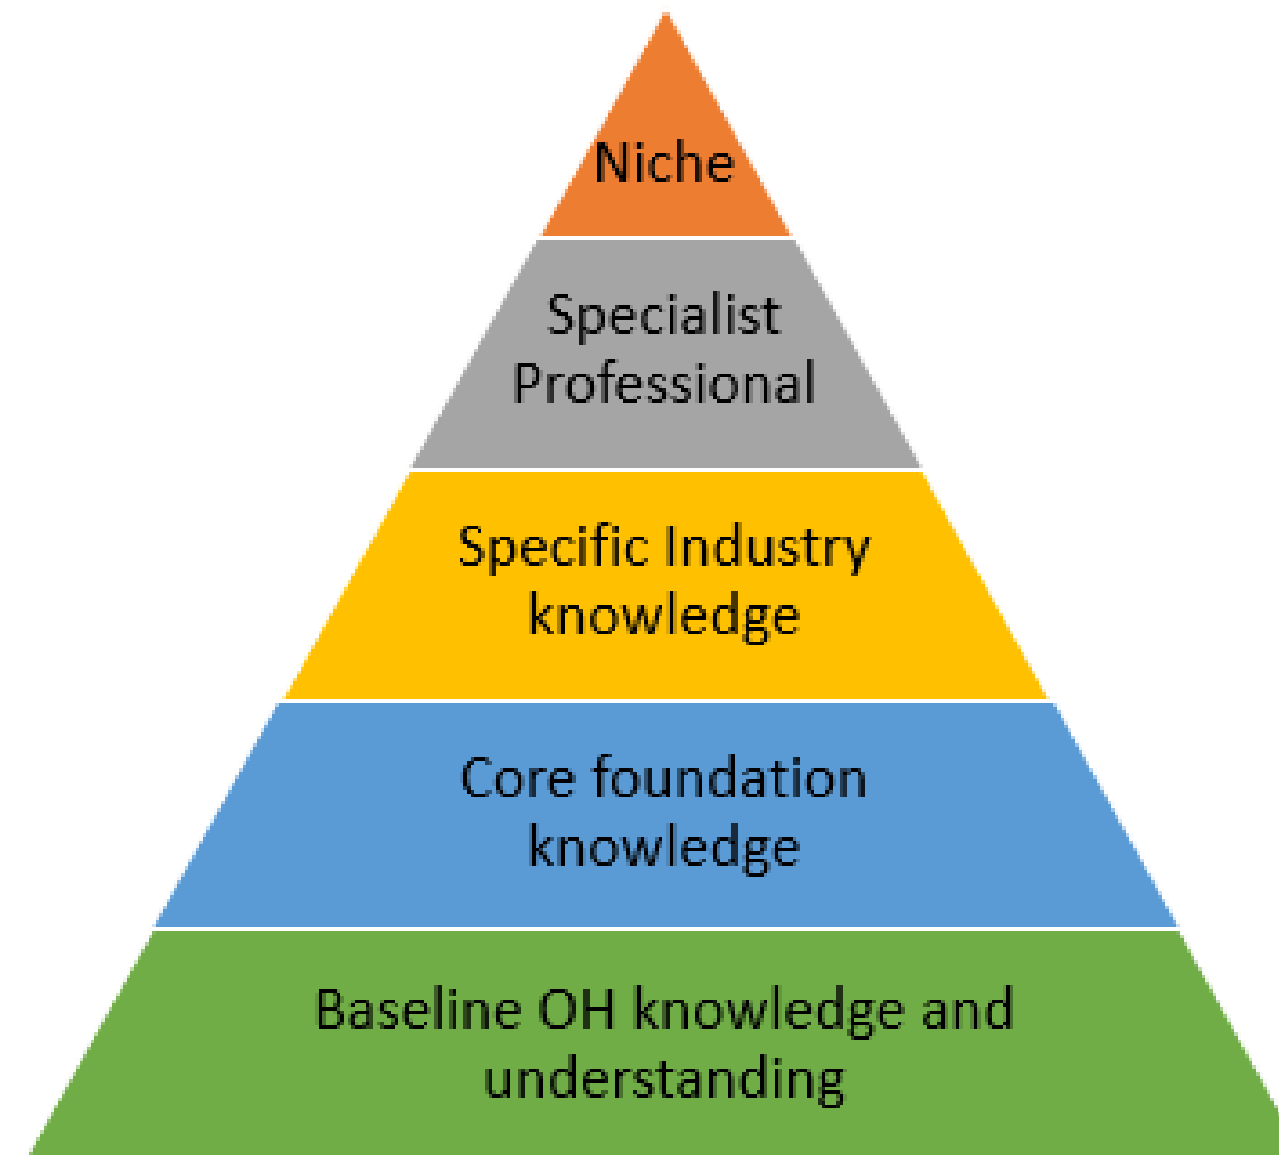 Niche
Specialist
Professional
Specific Industry
knowledge
Core foundation
knowledge
Baseline OH knowledge and
understanding